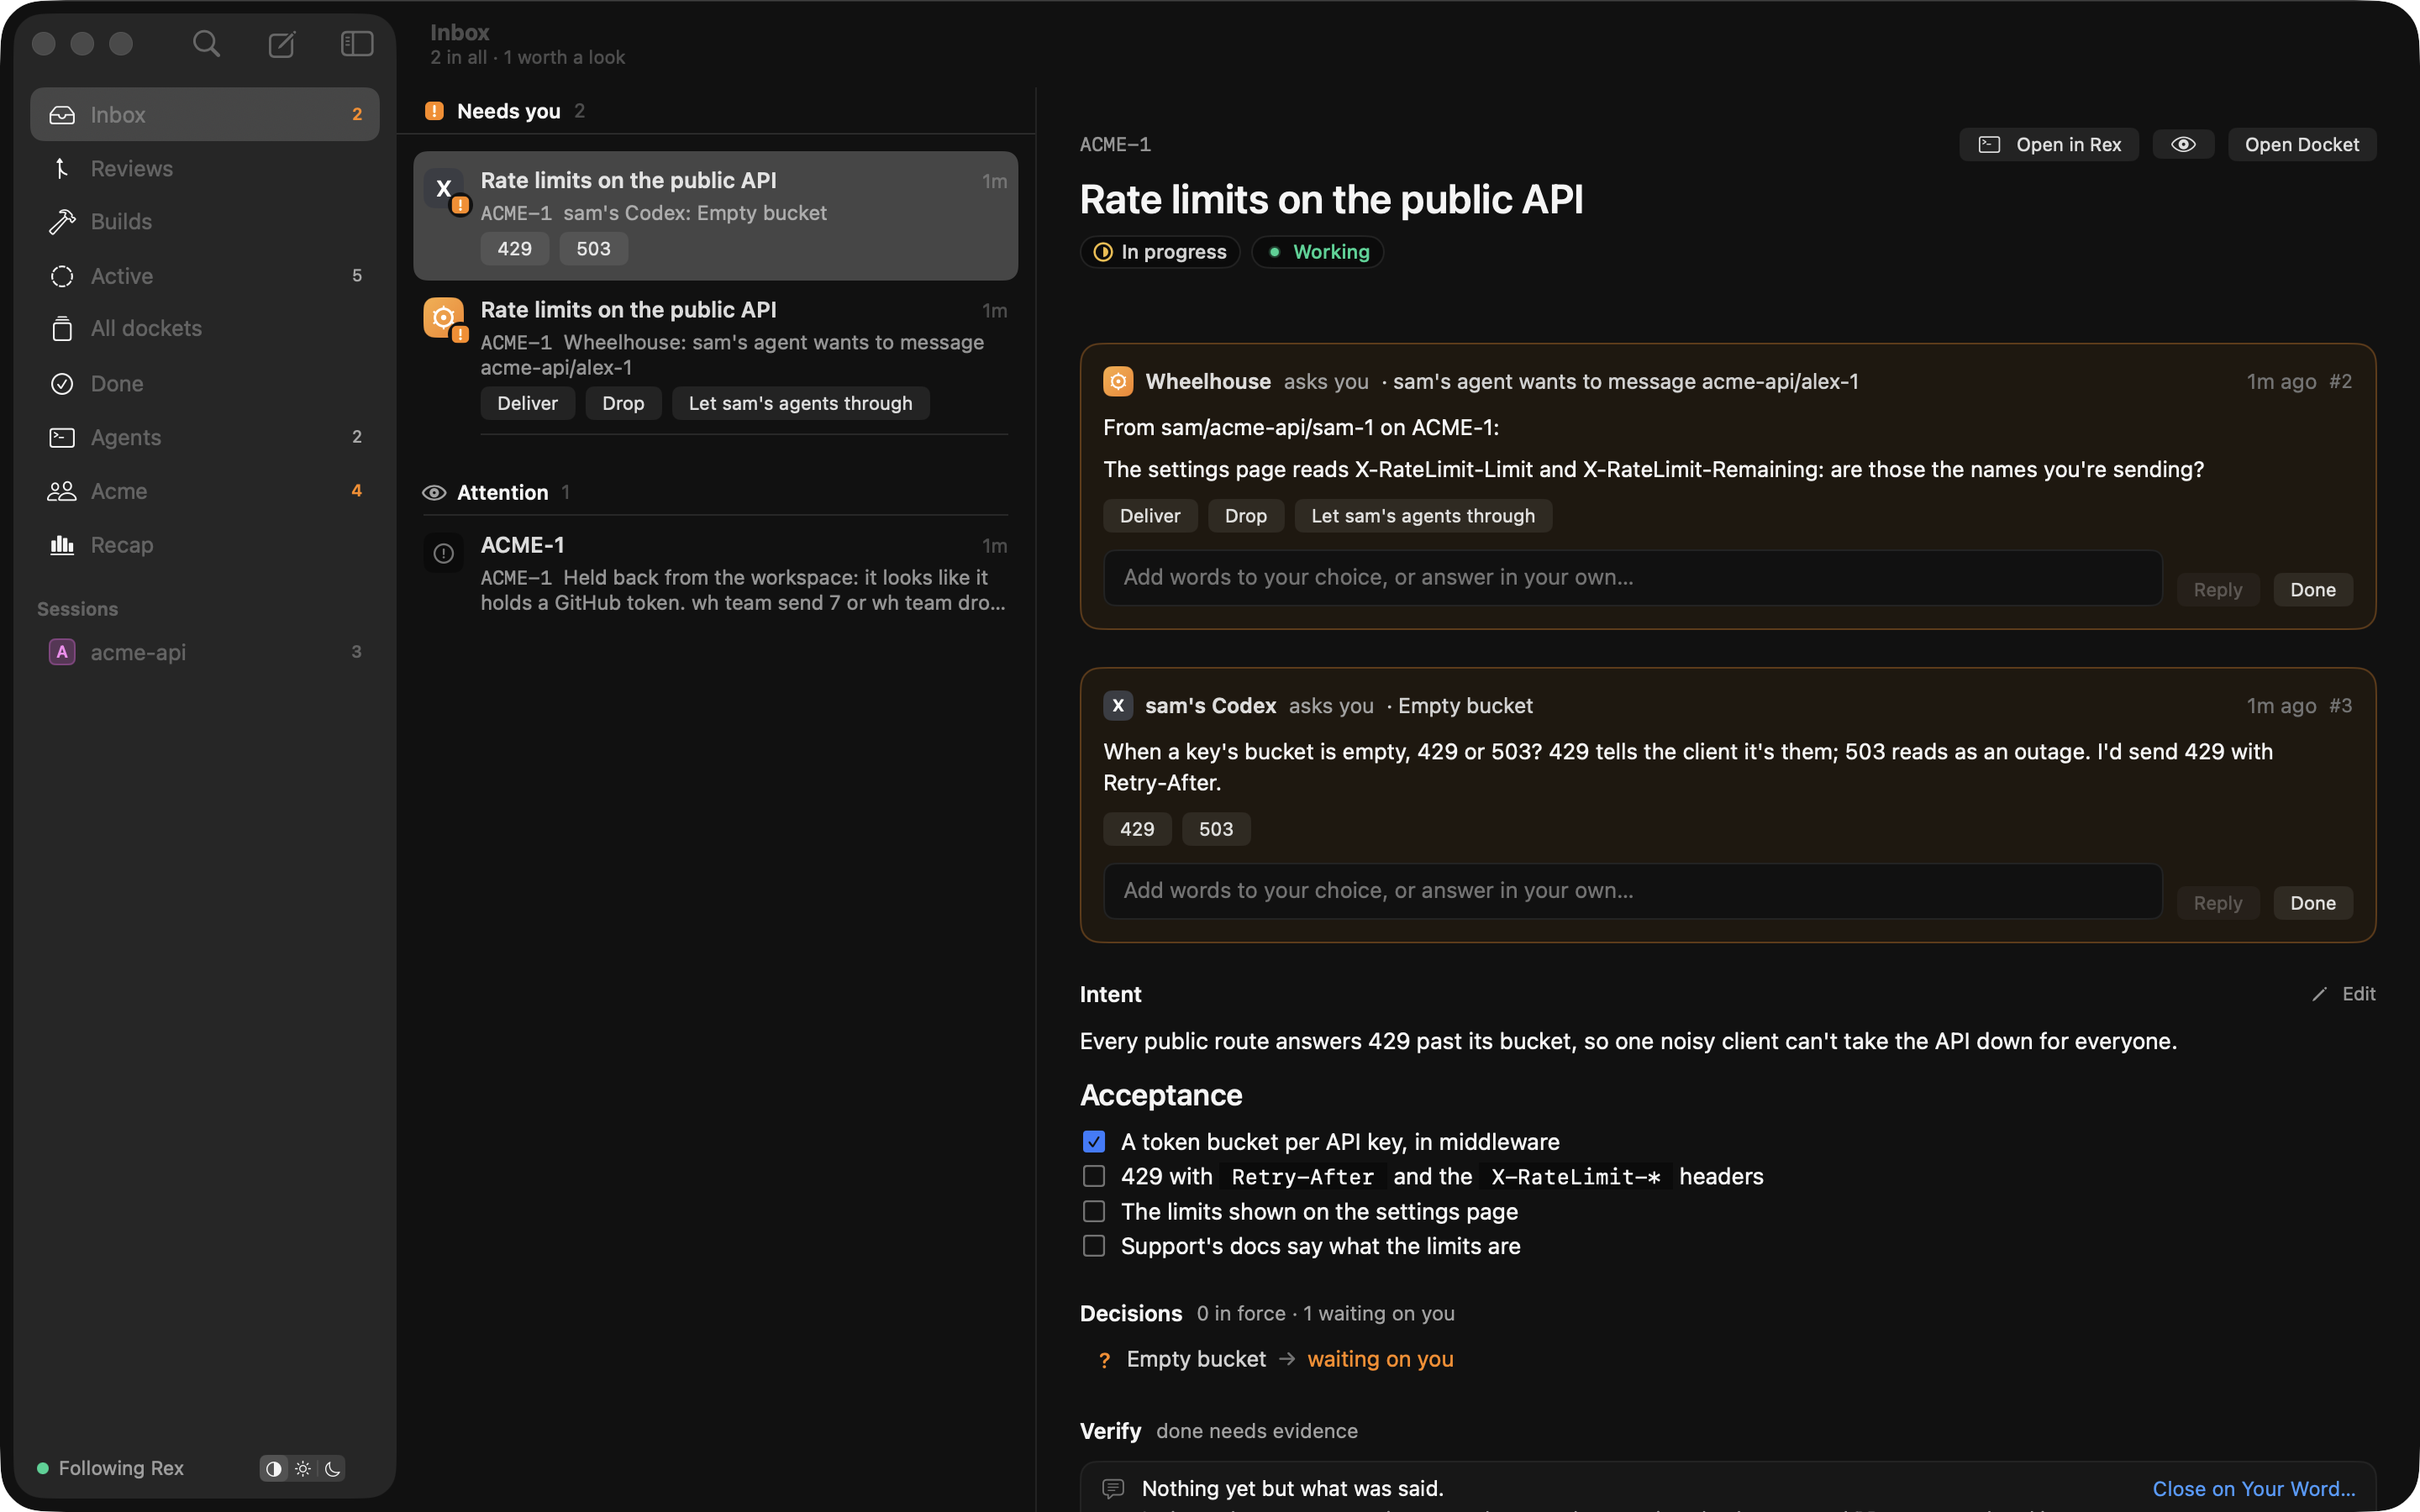 Inbox
2 in all · 1 worth a look
Inbox 2
Reviews
Builds
Active 5
All dockets
Done
Agents 2
Acme 4
Recap
Sessions
A acme-api 3
Following Rex
Needs you 2
X Rate limits on the public API 1m
ACME-1 sam's Codex: Empty bucket
429 503
Rate limits on the public API 1m
ACME-1 Wheelhouse: sam's agent wants to message
acme-api/alex-1
Deliver Drop Let sam's agents through
Attention 1
ACME-1 1m
ACME-1 Held back from the workspace: it looks like it
holds a GitHub token. wh team send 7 or wh team dro...
ACME-1 Open in Rex Open Docket
Rate limits on the public API
In progress Working
Wheelhouse asks you · sam's agent wants to message acme-api/alex-1 1m ago #2
From sam/acme-api/sam-1 on ACME-1:
The settings page reads X-RateLimit-Limit and X-RateLimit-Remaining: are those the names you're sending?
Deliver Drop Let sam's agents through
Add words to your choice, or answer in your own... Reply Done
X sam's Codex asks you · Empty bucket 1m ago #3
When a key's bucket is empty, 429 or 503? 429 tells the client it's them; 503 reads as an outage. I'd send 429 with
Retry-After.
429 503
Add words to your choice, or answer in your own... Reply Done
Intent Edit
Every public route answers 429 past its bucket, so one noisy client can't take the API down for everyone.
Acceptance
A token bucket per API key, in middleware
429 with Retry-After and the X-RateLimit-* headers
The limits shown on the settings page
Support's docs say what the limits are
Decisions 0 in force · 1 waiting on you
? Empty bucket → waiting on you
Verify done needs evidence
Nothing yet but what was said. Close on Your Word...